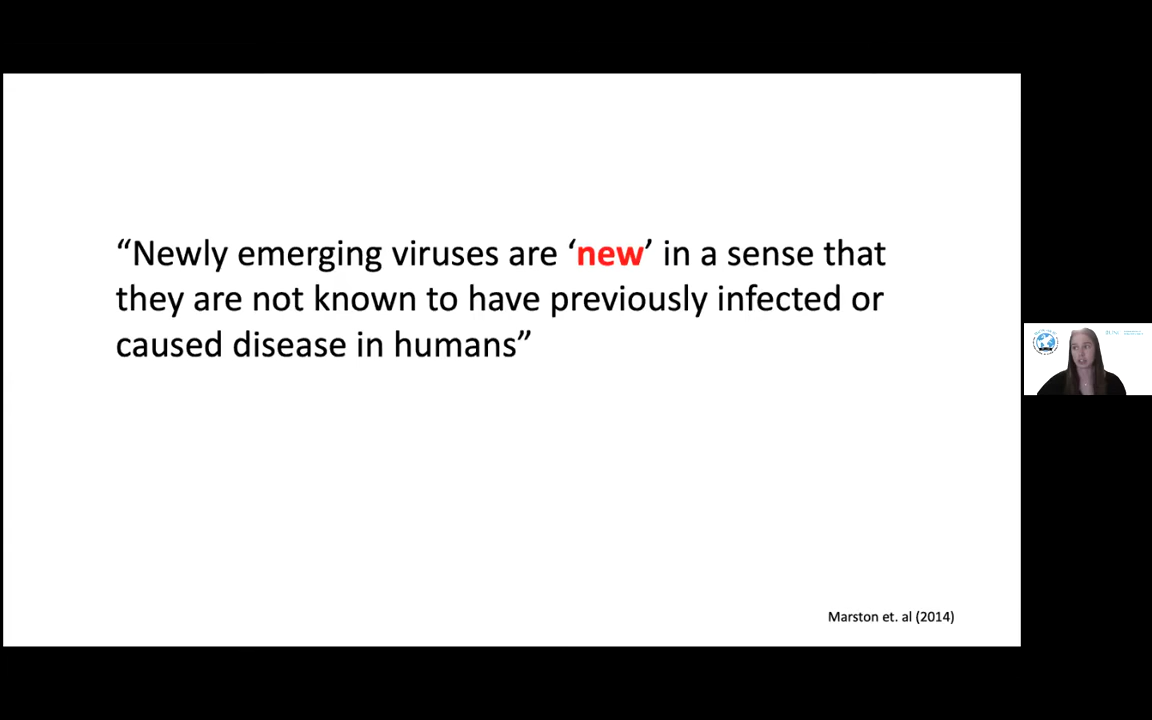 “Newly emerging viruses are ‘new’ in a sense that
they are not known to have previously infected or
caused disease in humans”
Marston et. al (2014)